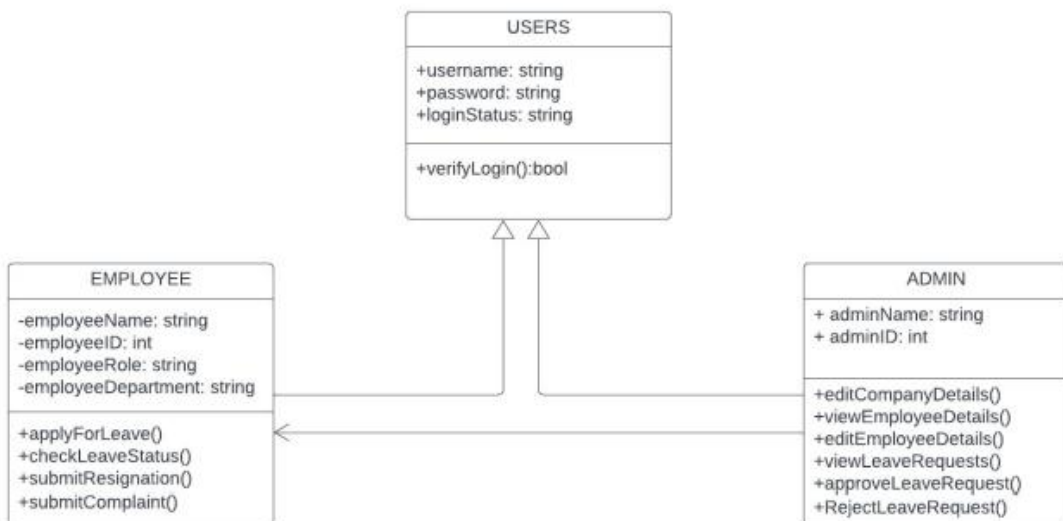 USERS
+username: string
+password: string
+loginStatus: string
+verifyLogin():bool
EMPLOYEE
-employeeName: string
-employeeID: int
-employeeRole: string
-employeeDepartment: string
+applyForLeave()
+checkLeaveStatus()
+submitResignation()
+submitComplaint()
ADMIN
+ adminName: string
+ adminID: int
+editCompanyDetails()
+viewEmployeeDetails()
+editEmployeeDetails()
+viewLeaveRequests()
+approveLeaveRequest()
+RejectLeaveRequest()